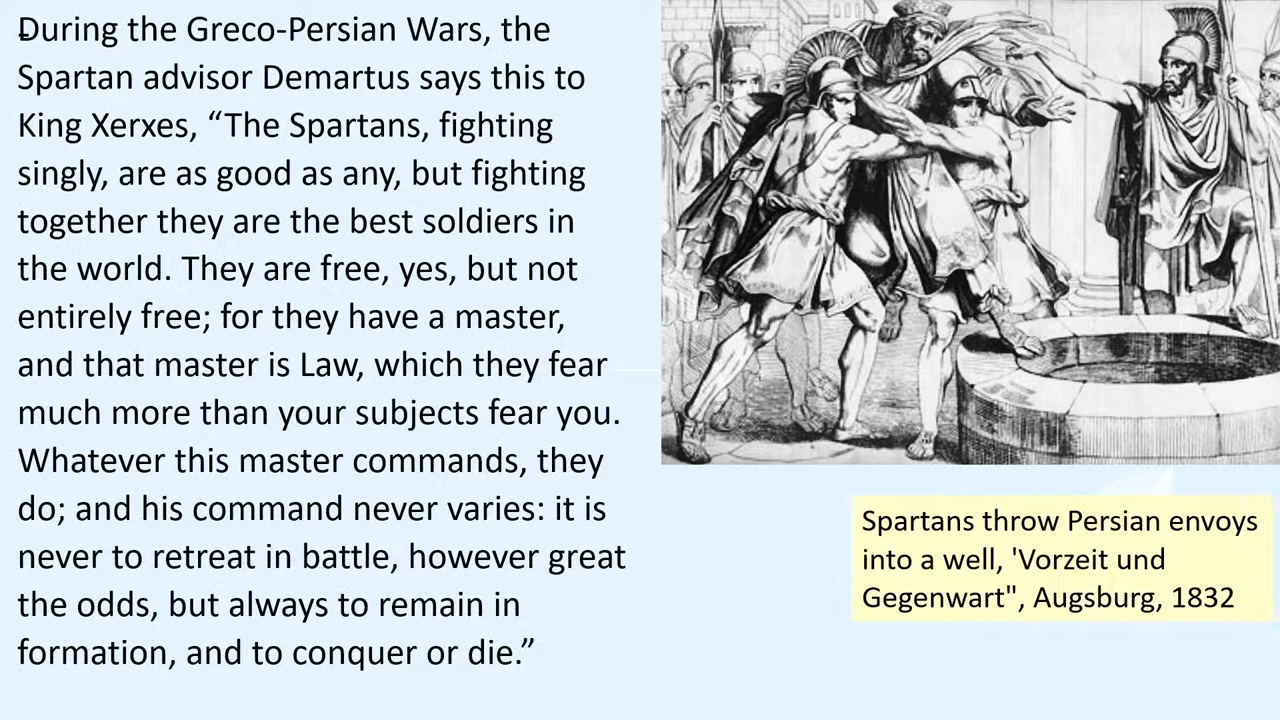 During the Greco-Persian Wars, the
Spartan advisor Demartus says this to
King Xerxes, “The Spartans, fighting
singly, are as good as any, but fighting
together they are the best soldiers in
the world. They are free, yes, but not
entirely free; for they have a master,
and that master is Law, which they fear
much more than your subjects fear you.
Whatever this master commands, they
do; and his command never varies: it is
never to retreat in battle, however great
the odds, but always to remain in
formation, and to conquer or die.”
Spartans throw Persian envoys
into a well, 'Vorzeit und
Gegenwart", Augsburg, 1832